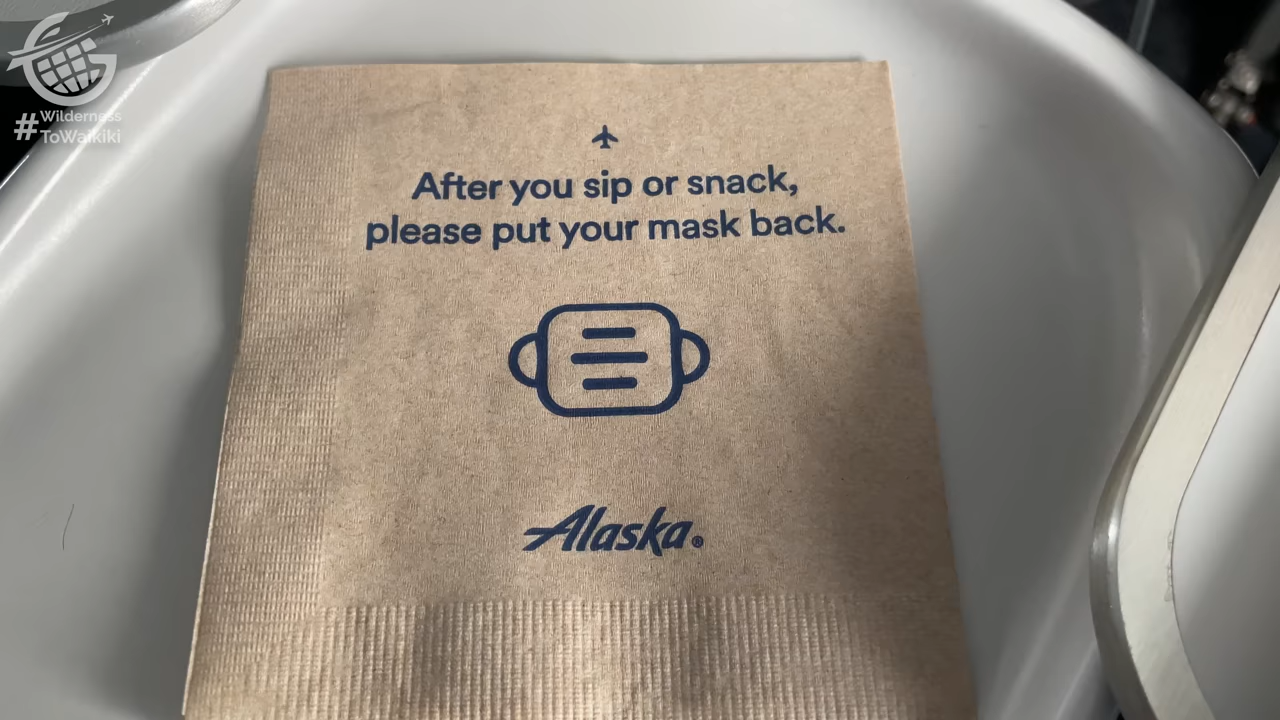 #Wilderness
ToWaikiki
After you sip or snack,
please put your mask back.
Alaska®